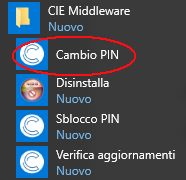 CIE Middleware
Nuovo
Cambio PIN
Disinstalla
Nuovo
Sblocco PIN
Nuovo
Verifica aggiornamenti
Nuovo